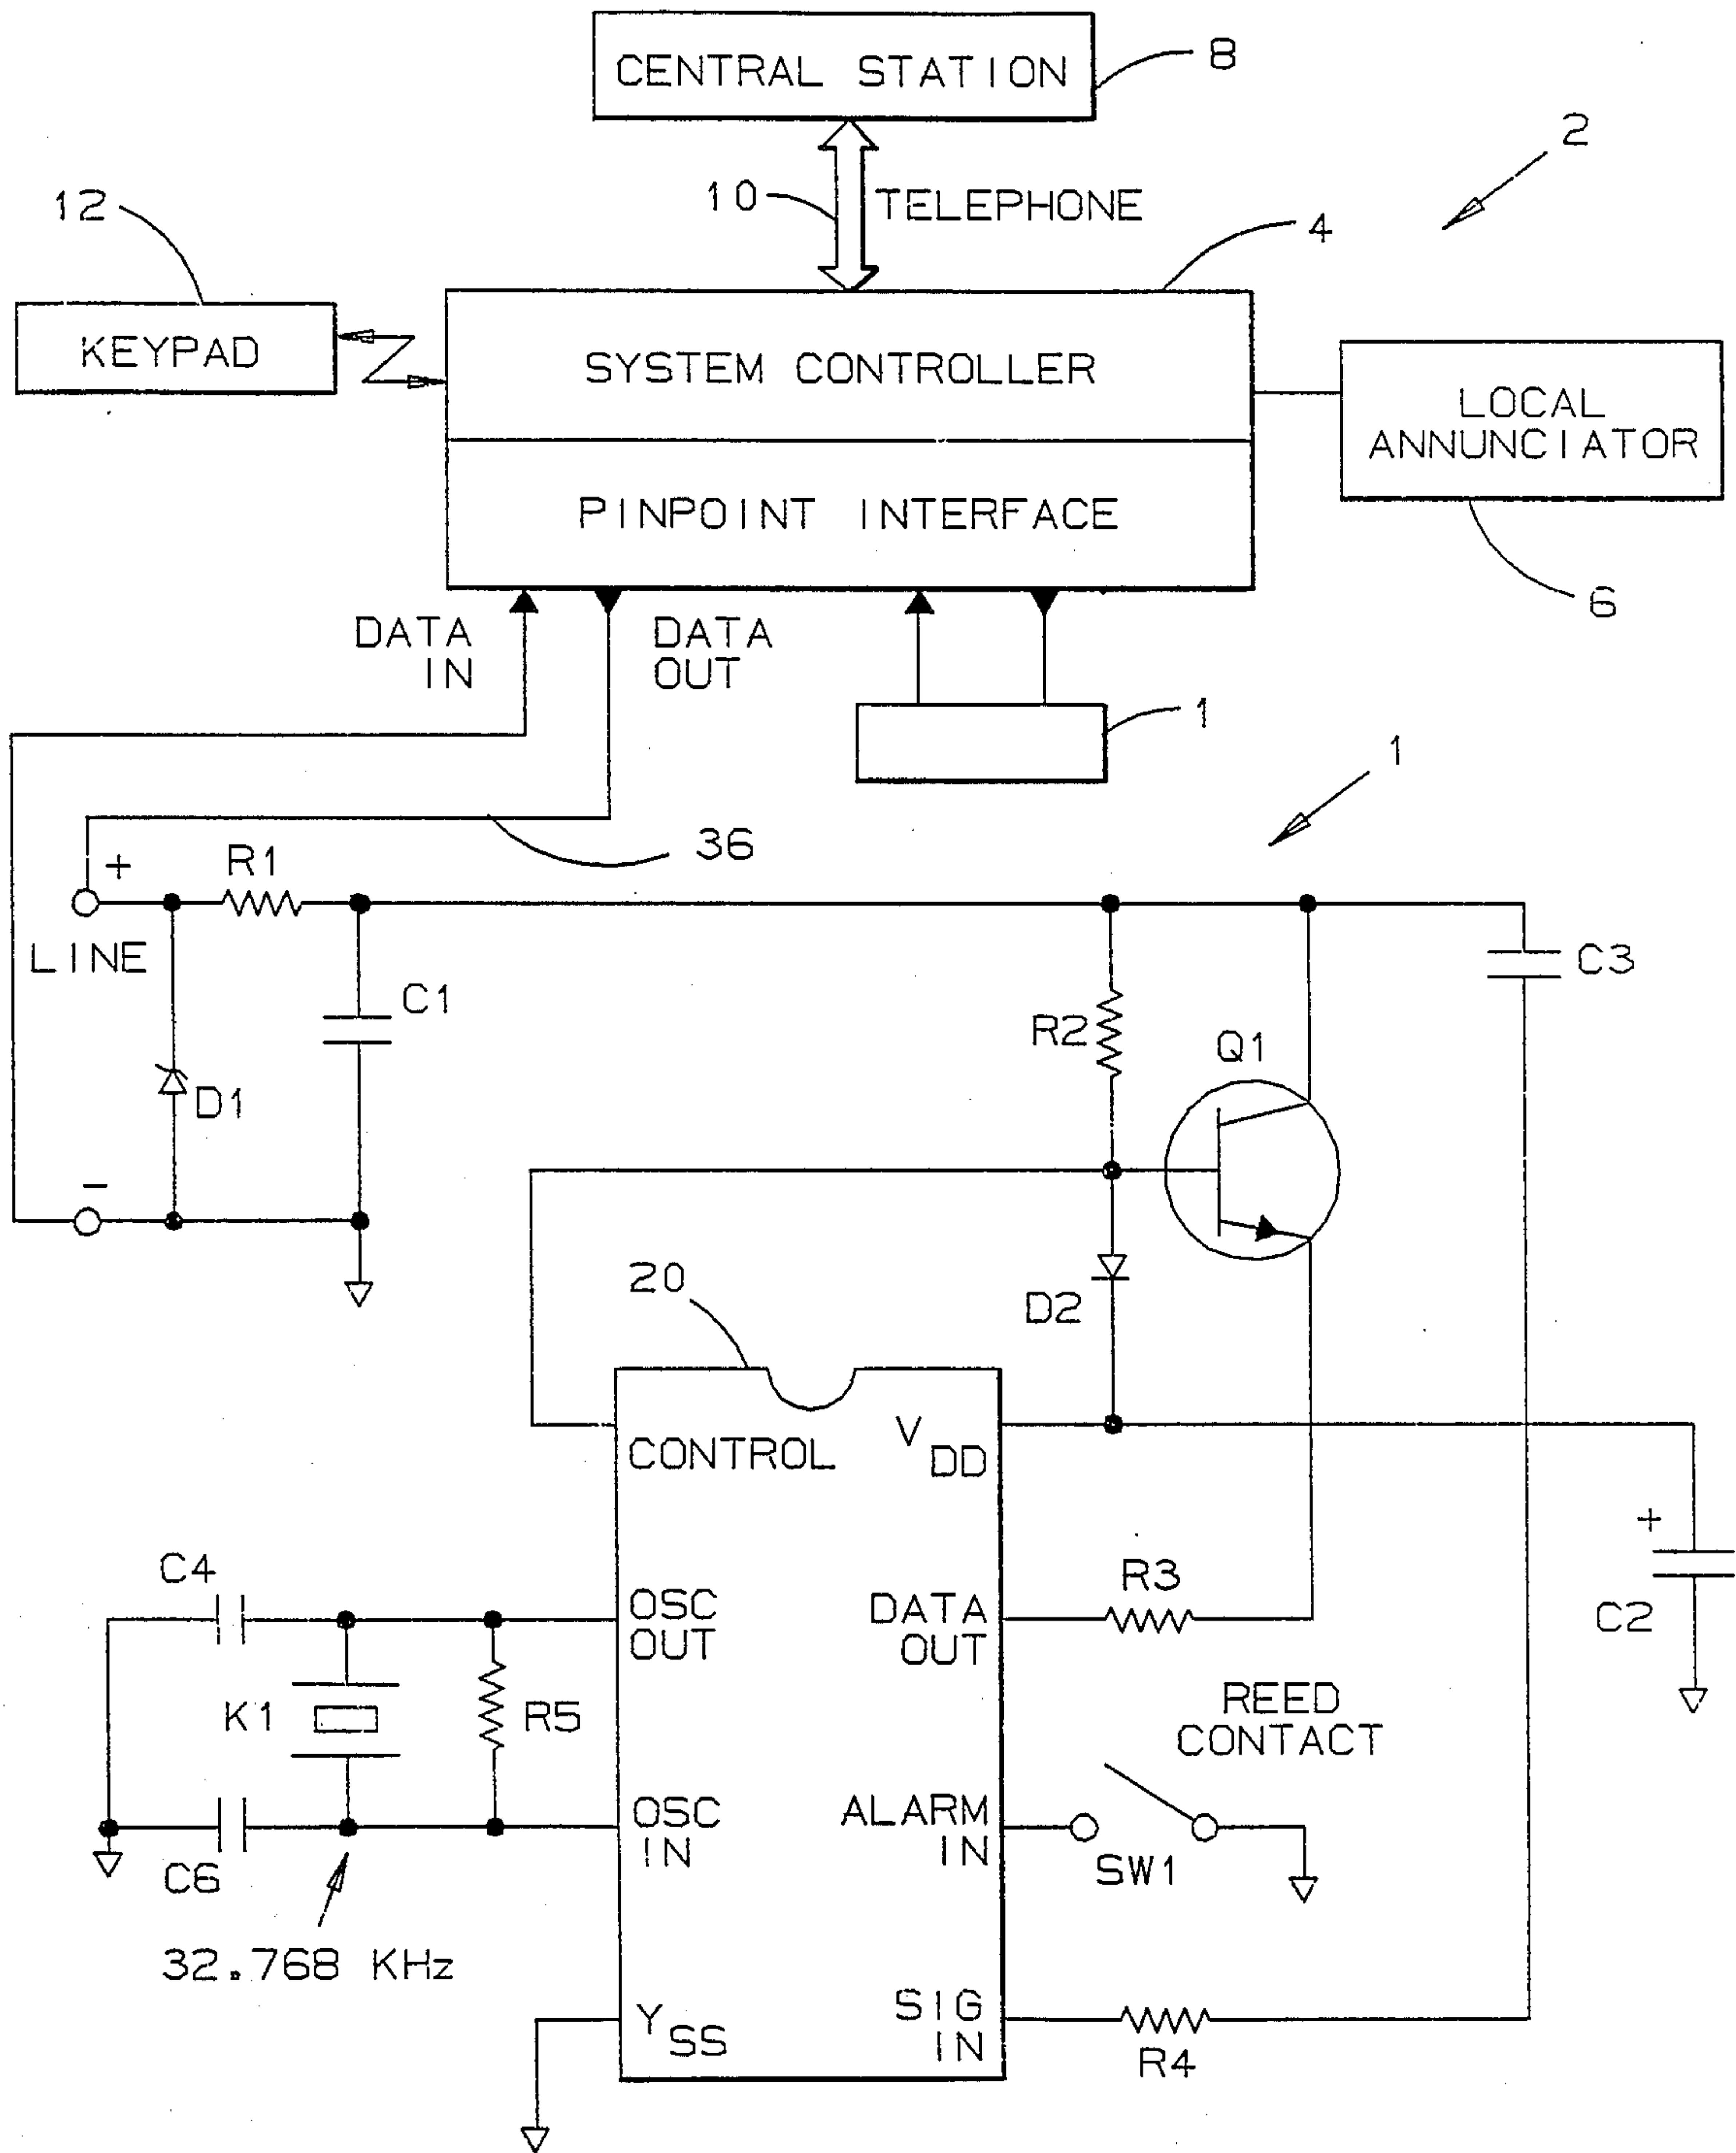 CENTRAL STATION
8
2
10
TELEPHONE
12
4
KEYPAD
SYSTEM CONTROLLER
LOCAL
ANNUNCIATOR
PINPOINT INTERFACE
6
DATA
IN
DATA
OUT
1
1
36
+
R1
LINE
C3
C1
R2
Q1
D1
-
20
D2
CONTROL
VDD
+
C4
R3
OSC
OUT
DATA
OUT
C2
K1
R5
REED
CONTACT
OSC
IN
ALARM
IN
C6
SW1
32.768 KHz
YSS
SIG
IN
R4